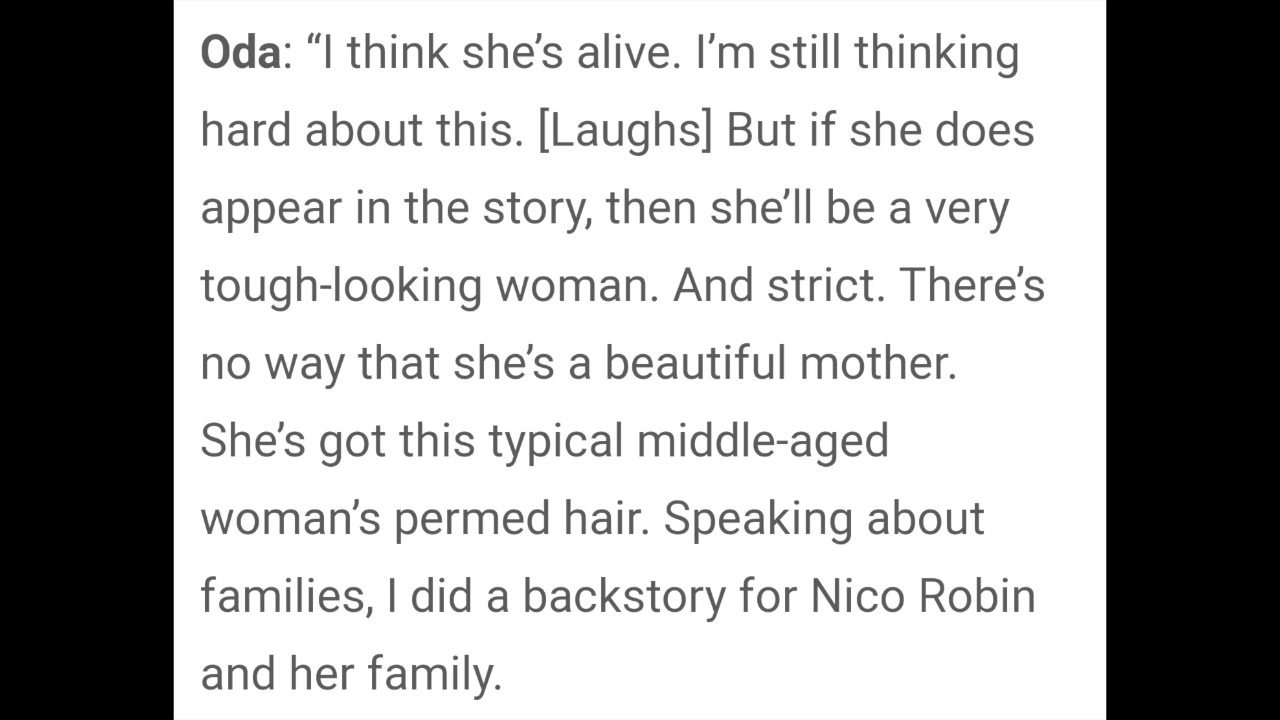 Oda: “I think she’s alive. I’m still thinking
hard about this. [Laughs] But if she does
appear in the story, then she’ll be a very
tough-looking woman. And strict. There’s
no way that she’s a beautiful mother.
She’s got this typical middle-aged
woman’s permed hair. Speaking about
families, I did a backstory for Nico Robin
and her family.